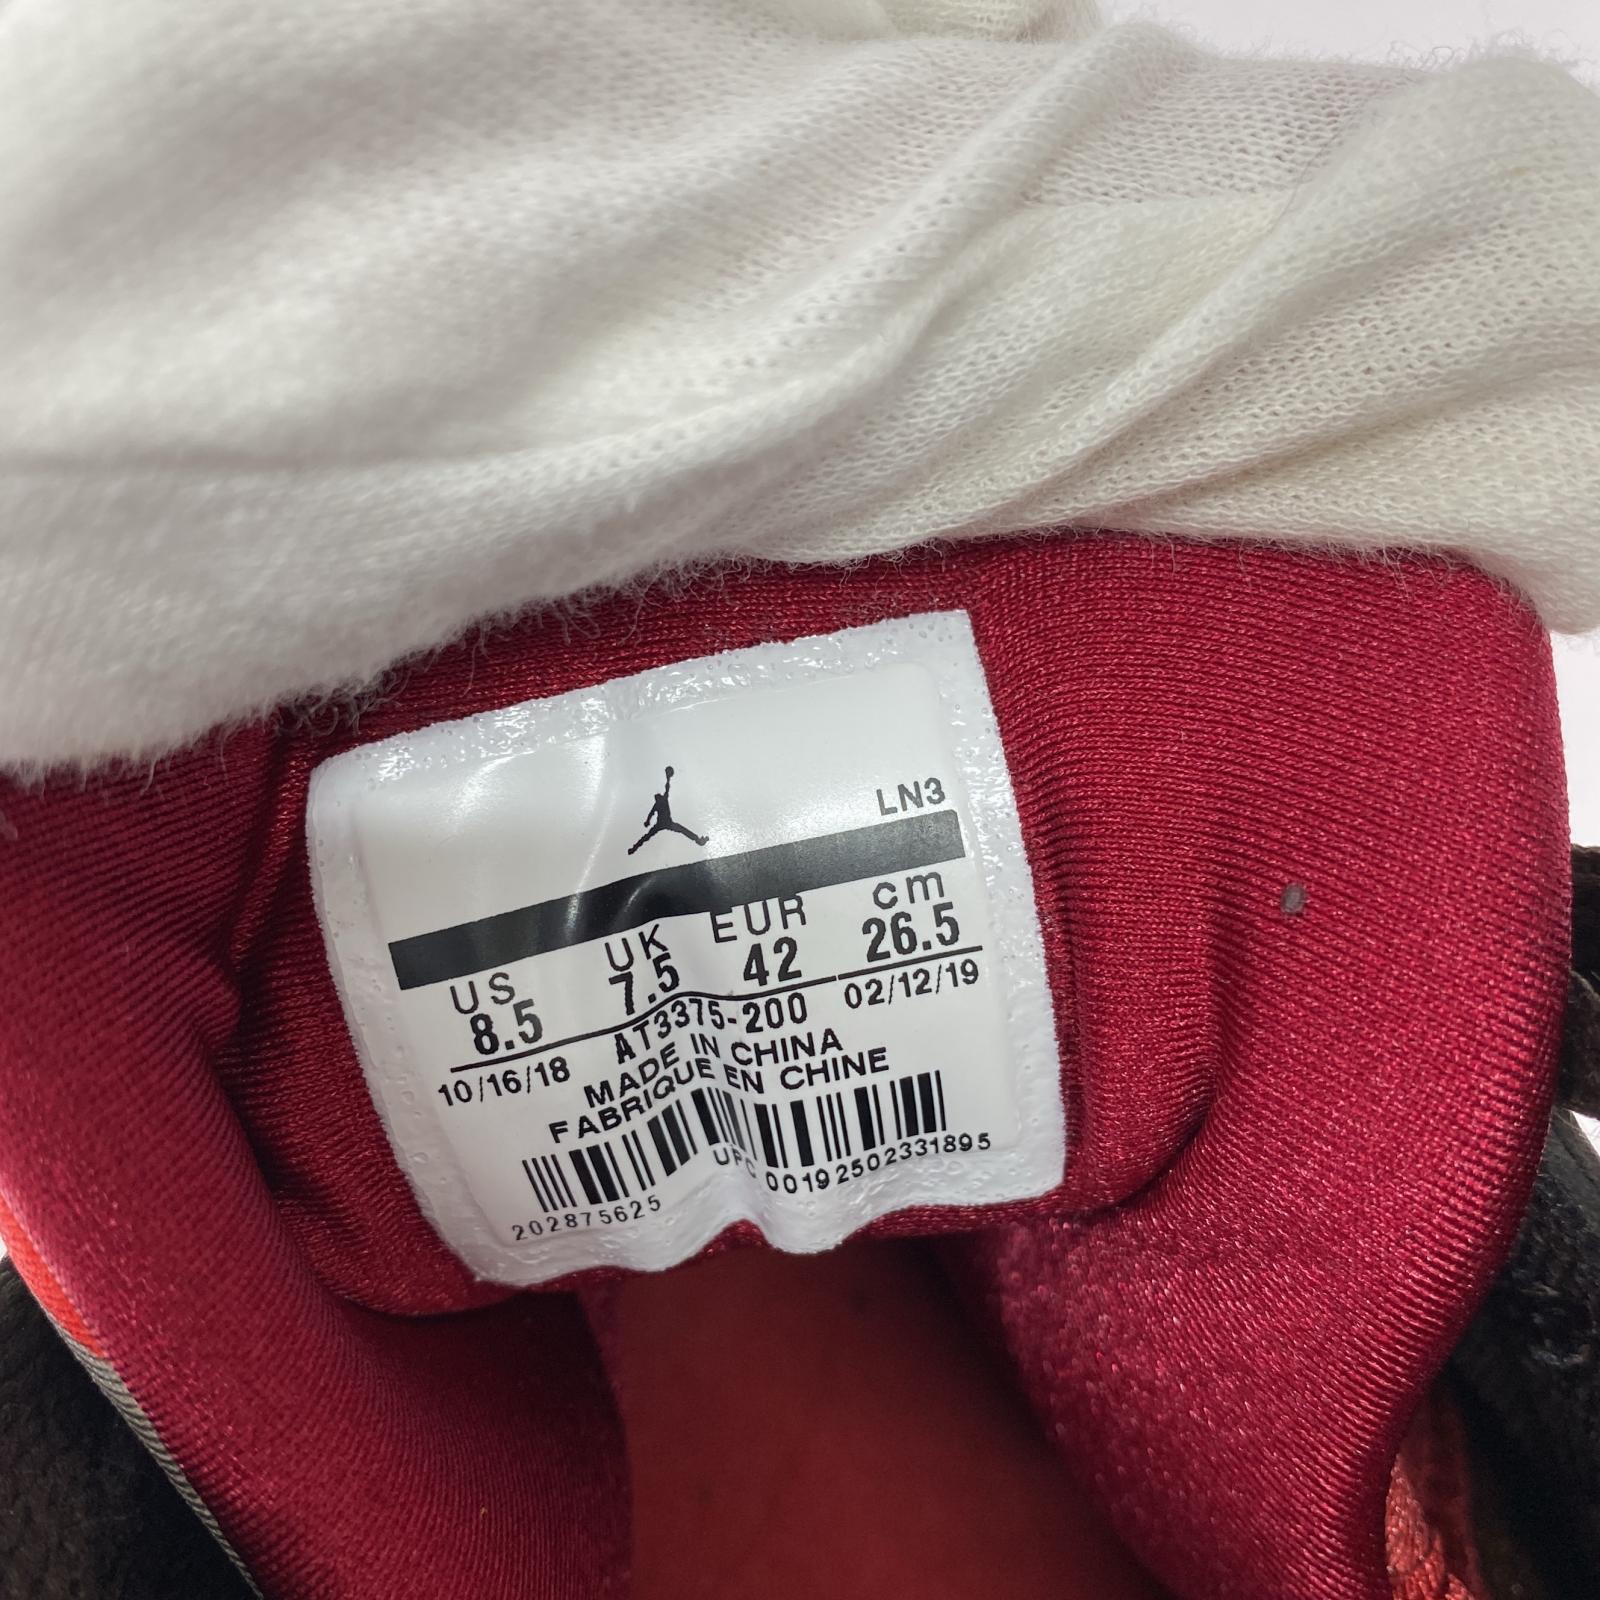 LN3
US UK EUR cm
8.5 7.5 42 26.5
10/16/18 AT3375-200 02/12/19
MADE IN CHINA
FABRIQUE EN CHINE
202875625 UPC 00192502331895